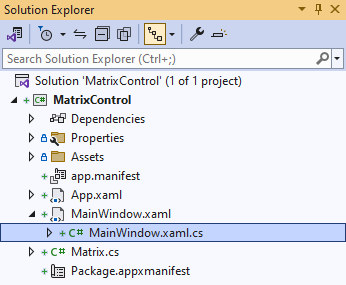 Solution Explorer
Search Solution Explorer (Ctrl+;)
Solution 'MatrixControl' (1 of 1 project)
C# MatrixControl
Dependencies
Properties
Assets
app.manifest
App.xaml
MainWindow.xaml
C# MainWindow.xaml.cs
C# Matrix.cs
Package.appxmanifest